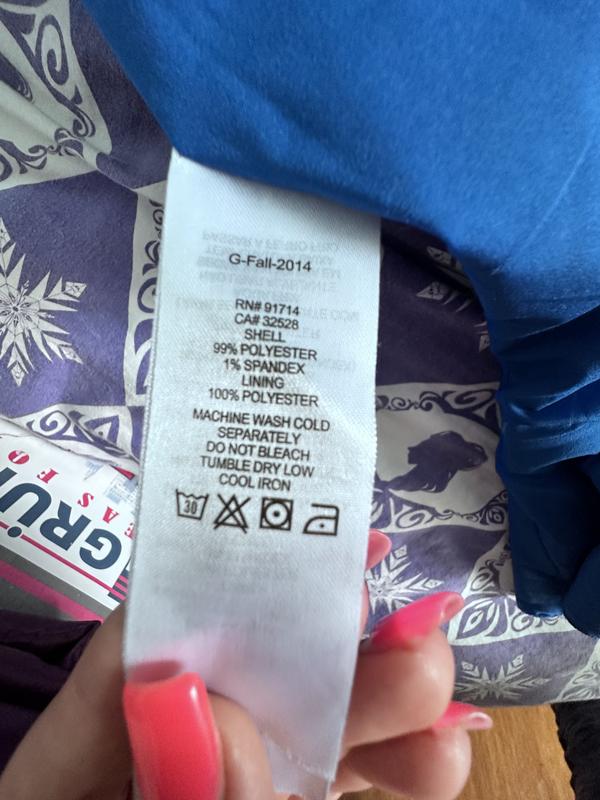 G-Fall-2014
RN# 91714
CA# 32528
SHELL
99% POLYESTER
1% SPANDEX
LINING
100% POLYESTER
MACHINE WASH COLD
SEPARATELY
DO NOT BLEACH
TUMBLE DRY LOW
COOL IRON
30